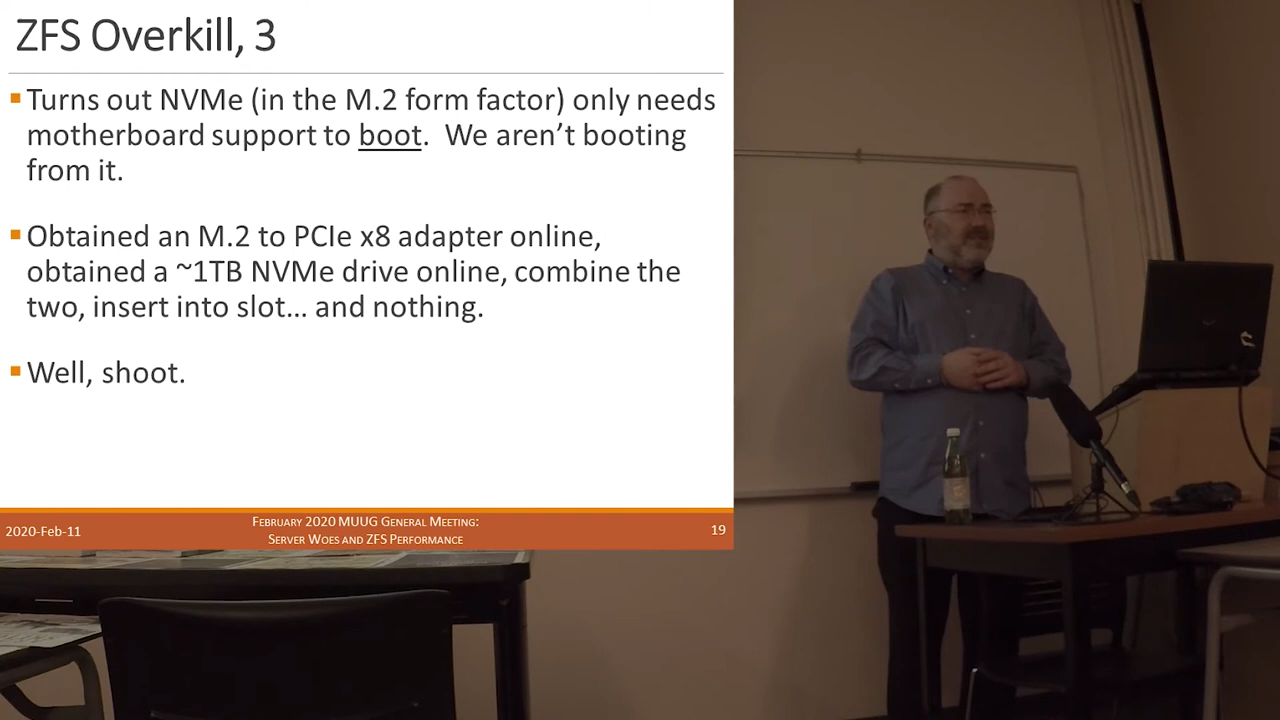 ZFS Overkill, 3
Turns out NVMe (in the M.2 form factor) only needs
motherboard support to boot. We aren't booting
from it.
Obtained an M.2 to PCIe x8 adapter online,
obtained a ~1TB NVMe drive online, combine the
two, insert into slot... and nothing.
Well, shoot.
2020-Feb-11
February 2020 MUUG General Meeting:
Server Woes and ZFS Performance
19